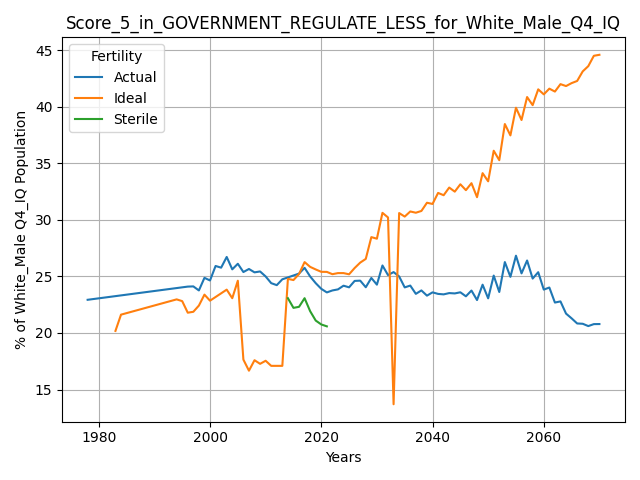 Score_5_in_GOVERNMENT_REGULATE_LESS_for_White_Male_Q4_IQ
Fertility
Actual
Ideal
Sterile
45
40
35
30
25
20
15
% of White_Male Q4_IQ Population
1980
2000
2020
2040
2060
Years